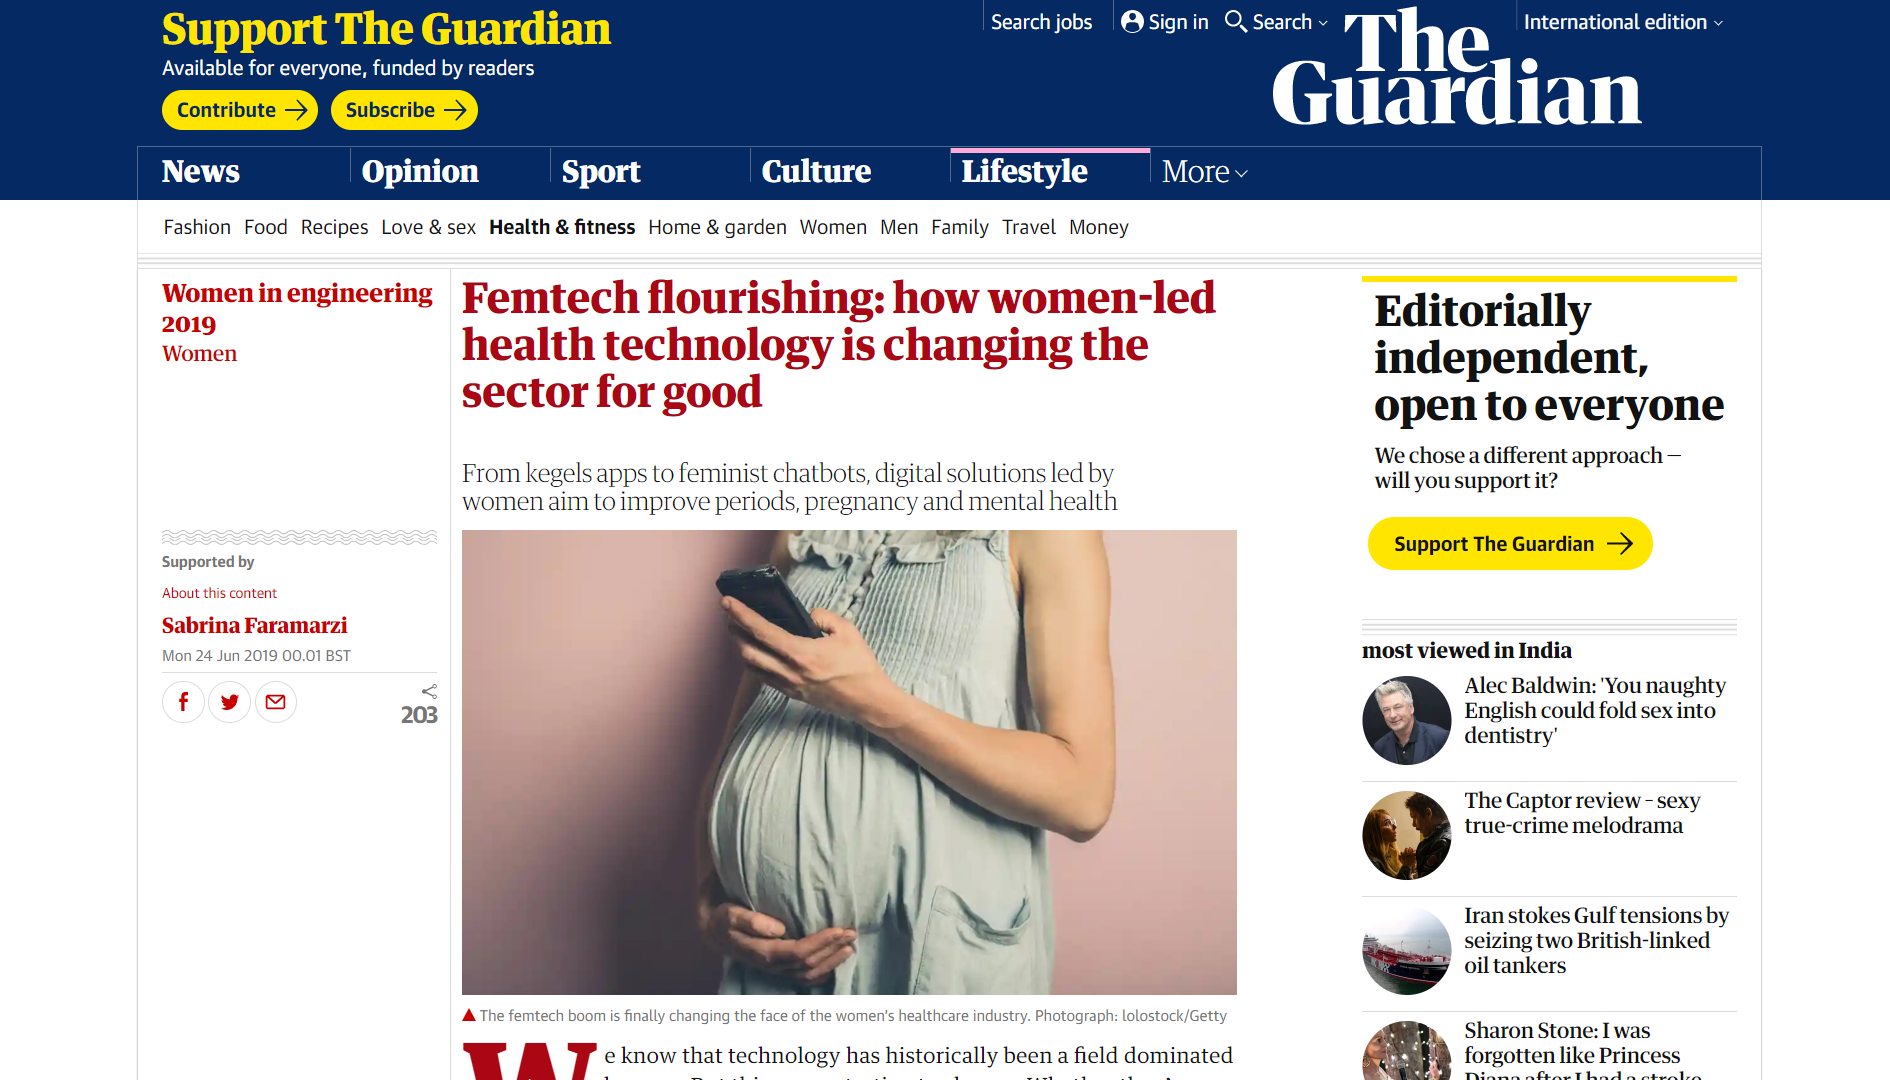 Support The Guardian
Available for everyone, funded by readers
Contribute
Subscribe
Search jobs
Sign in
Search
International edition
The
Guardian
News
Opinion
Sport
Culture
Lifestyle
More
Fashion Food Recipes Love & sex Health & fitness Home & garden Women Men Family Travel Money
Women in engineering
2019
Women
Femtech flourishing: how women-led
health technology is changing the
sector for good
From kegels apps to feminist chatbots, digital solutions led by
women aim to improve periods, pregnancy and mental health
Supported by
About this content
Sabrina Faramarzi
Mon 24 Jun 2019 00.01 BST
203
The femtech boom is finally changing the face of the women's healthcare industry. Photograph: lolostock/Getty
We know that technology has historically been a field dominated
Editorially
independent,
open to everyone
We chose a different approach —
will you support it?
Support The Guardian
most viewed in India
Alec Baldwin: 'You naughty
English could fold sex into
dentistry'
The Captor review – sexy
true-crime melodrama
Iran stokes Gulf tensions by
seizing two British-linked
oil tankers
Sharon Stone: I was
forgotten like Princess
Diana after I had a stroke